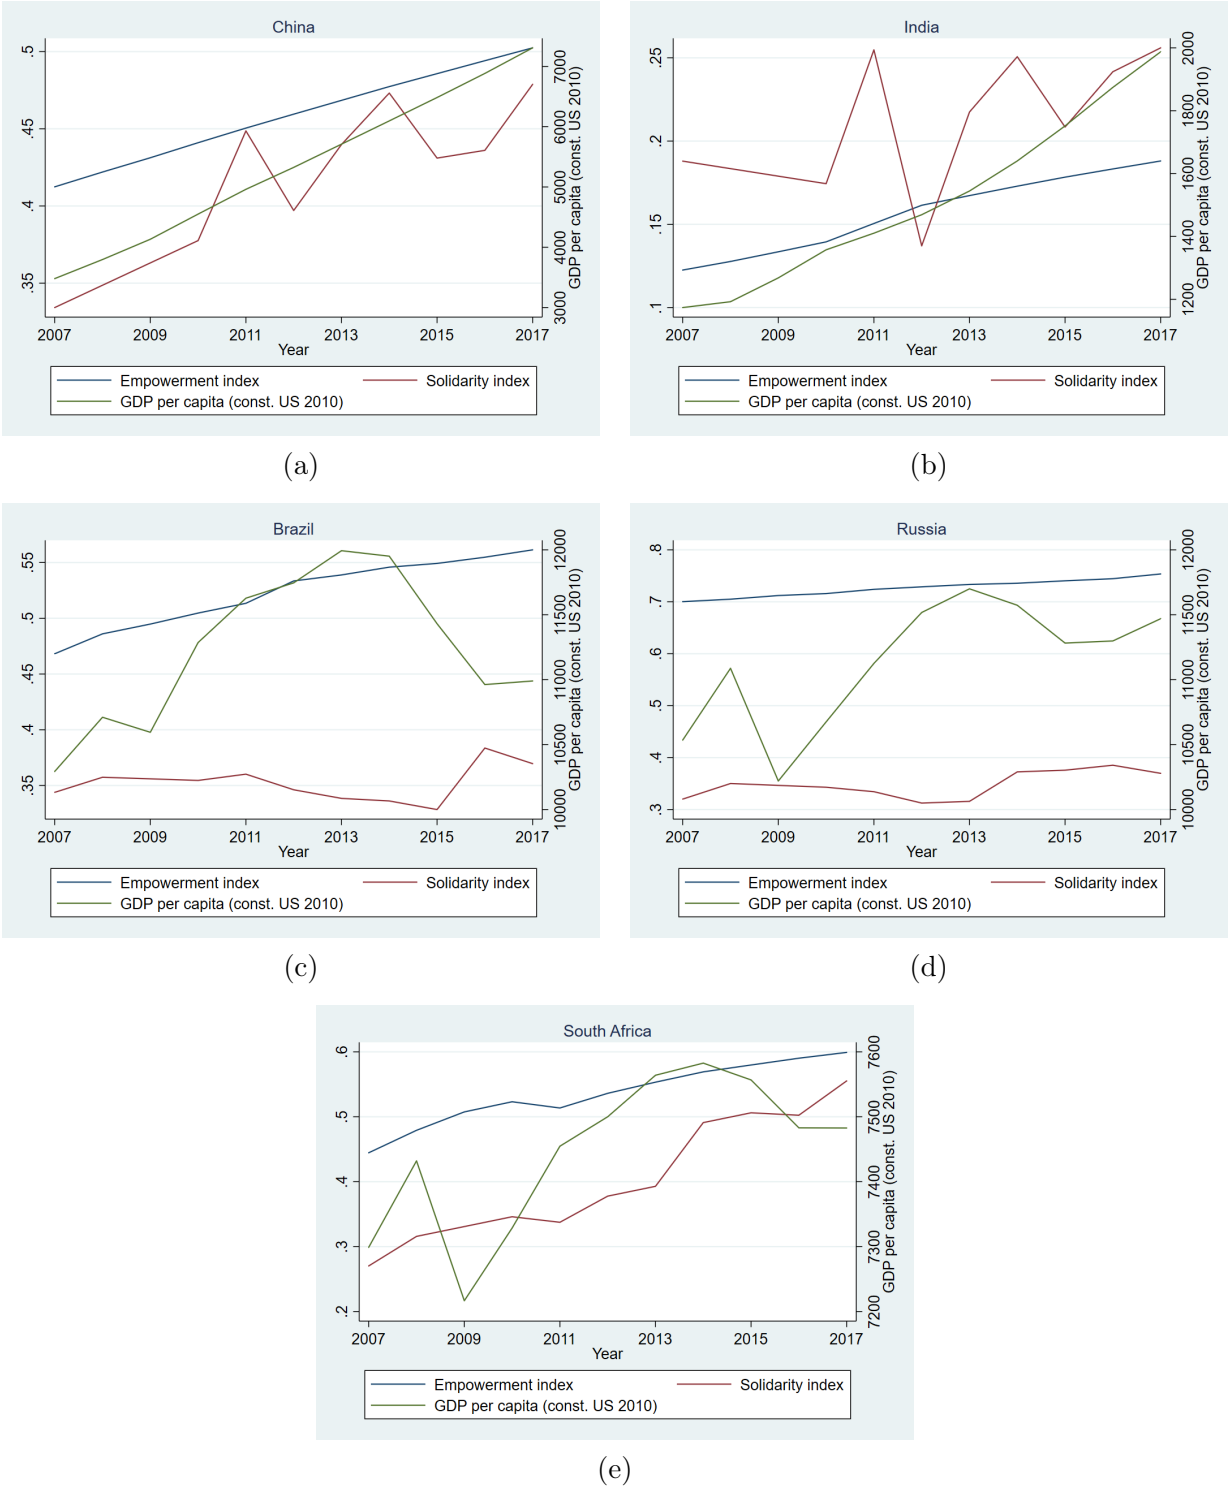 China
.5
.45
.4
.35
7000
6000
5000
4000
3000
GDP per capita (const. US 2010)
2007 2009 2011 2013 2015 2017
Year
Empowerment index Solidarity index
GDP per capita (const. US 2010)
(a)
India
.25
.2
.15
.1
2000
1800
1600
1400
1200
GDP per capita (const. US 2010)
2007 2009 2011 2013 2015 2017
Year
Empowerment index Solidarity index
GDP per capita (const. US 2010)
(b)
Brazil
.55
.5
.45
.4
.35
12000
11500
11000
10500
10000
GDP per capita (const. US 2010)
2007 2009 2011 2013 2015 2017
Year
Empowerment index Solidarity index
GDP per capita (const. US 2010)
(c)
Russia
.8
.7
.6
.5
.4
.3
12000
11500
11000
10500
10000
GDP per capita (const. US 2010)
2007 2009 2011 2013 2015 2017
Year
Empowerment index Solidarity index
GDP per capita (const. US 2010)
(d)
South Africa
.6
.5
.4
.3
.2
7600
7500
7400
7300
7200
GDP per capita (const. US 2010)
2007 2009 2011 2013 2015 2017
Year
Empowerment index Solidarity index
GDP per capita (const. US 2010)
(e)